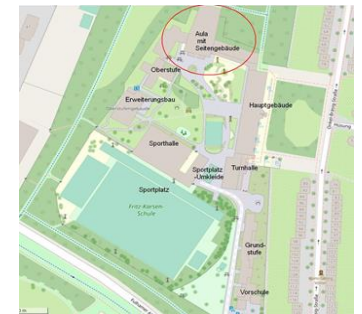 Aula
mit
Seitengebäude
Oberstufe
Erweiterungsbau
Hauptgebäude
Sporthalle
Sportplatz
-Umkleide
Turnhalle
Sportplatz
Fritz-Karsen-
Schule
Grund-
stufe
Vorschule